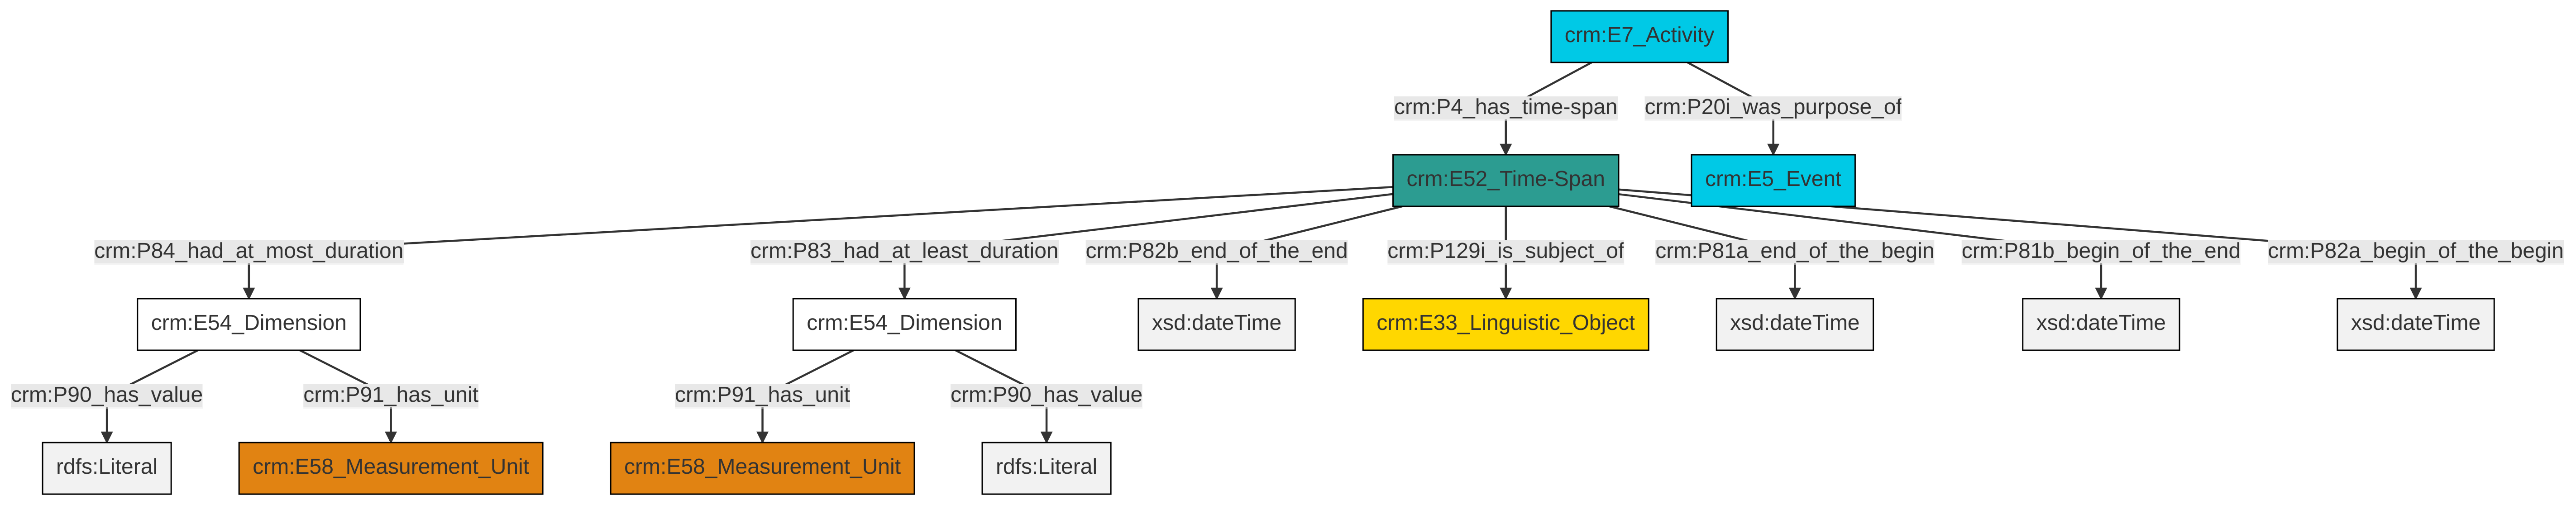 crm:E7_Activity
crm:P4_has_time-span
crm:P20i_was_purpose_of
crm:E52_Time-Span
crm:E5_Event
crm:P84_had_at_most_duration
crm:P83_had_at_least_duration
crm:P82b_end_of_the_end
crm:P129i_is_subject_of
crm:P81a_end_of_the_begin
crm:P81b_begin_of_the_end
crm:P82a_begin_of_the_begin
crm:E54_Dimension
crm:E54_Dimension
xsd:dateTime
crm:E33_Linguistic_Object
xsd:dateTime
xsd:dateTime
xsd:dateTime
crm:P90_has_value
crm:P91_has_unit
crm:P91_has_unit
crm:P90_has_value
rdfs:Literal
crm:E58_Measurement_Unit
crm:E58_Measurement_Unit
rdfs:Literal